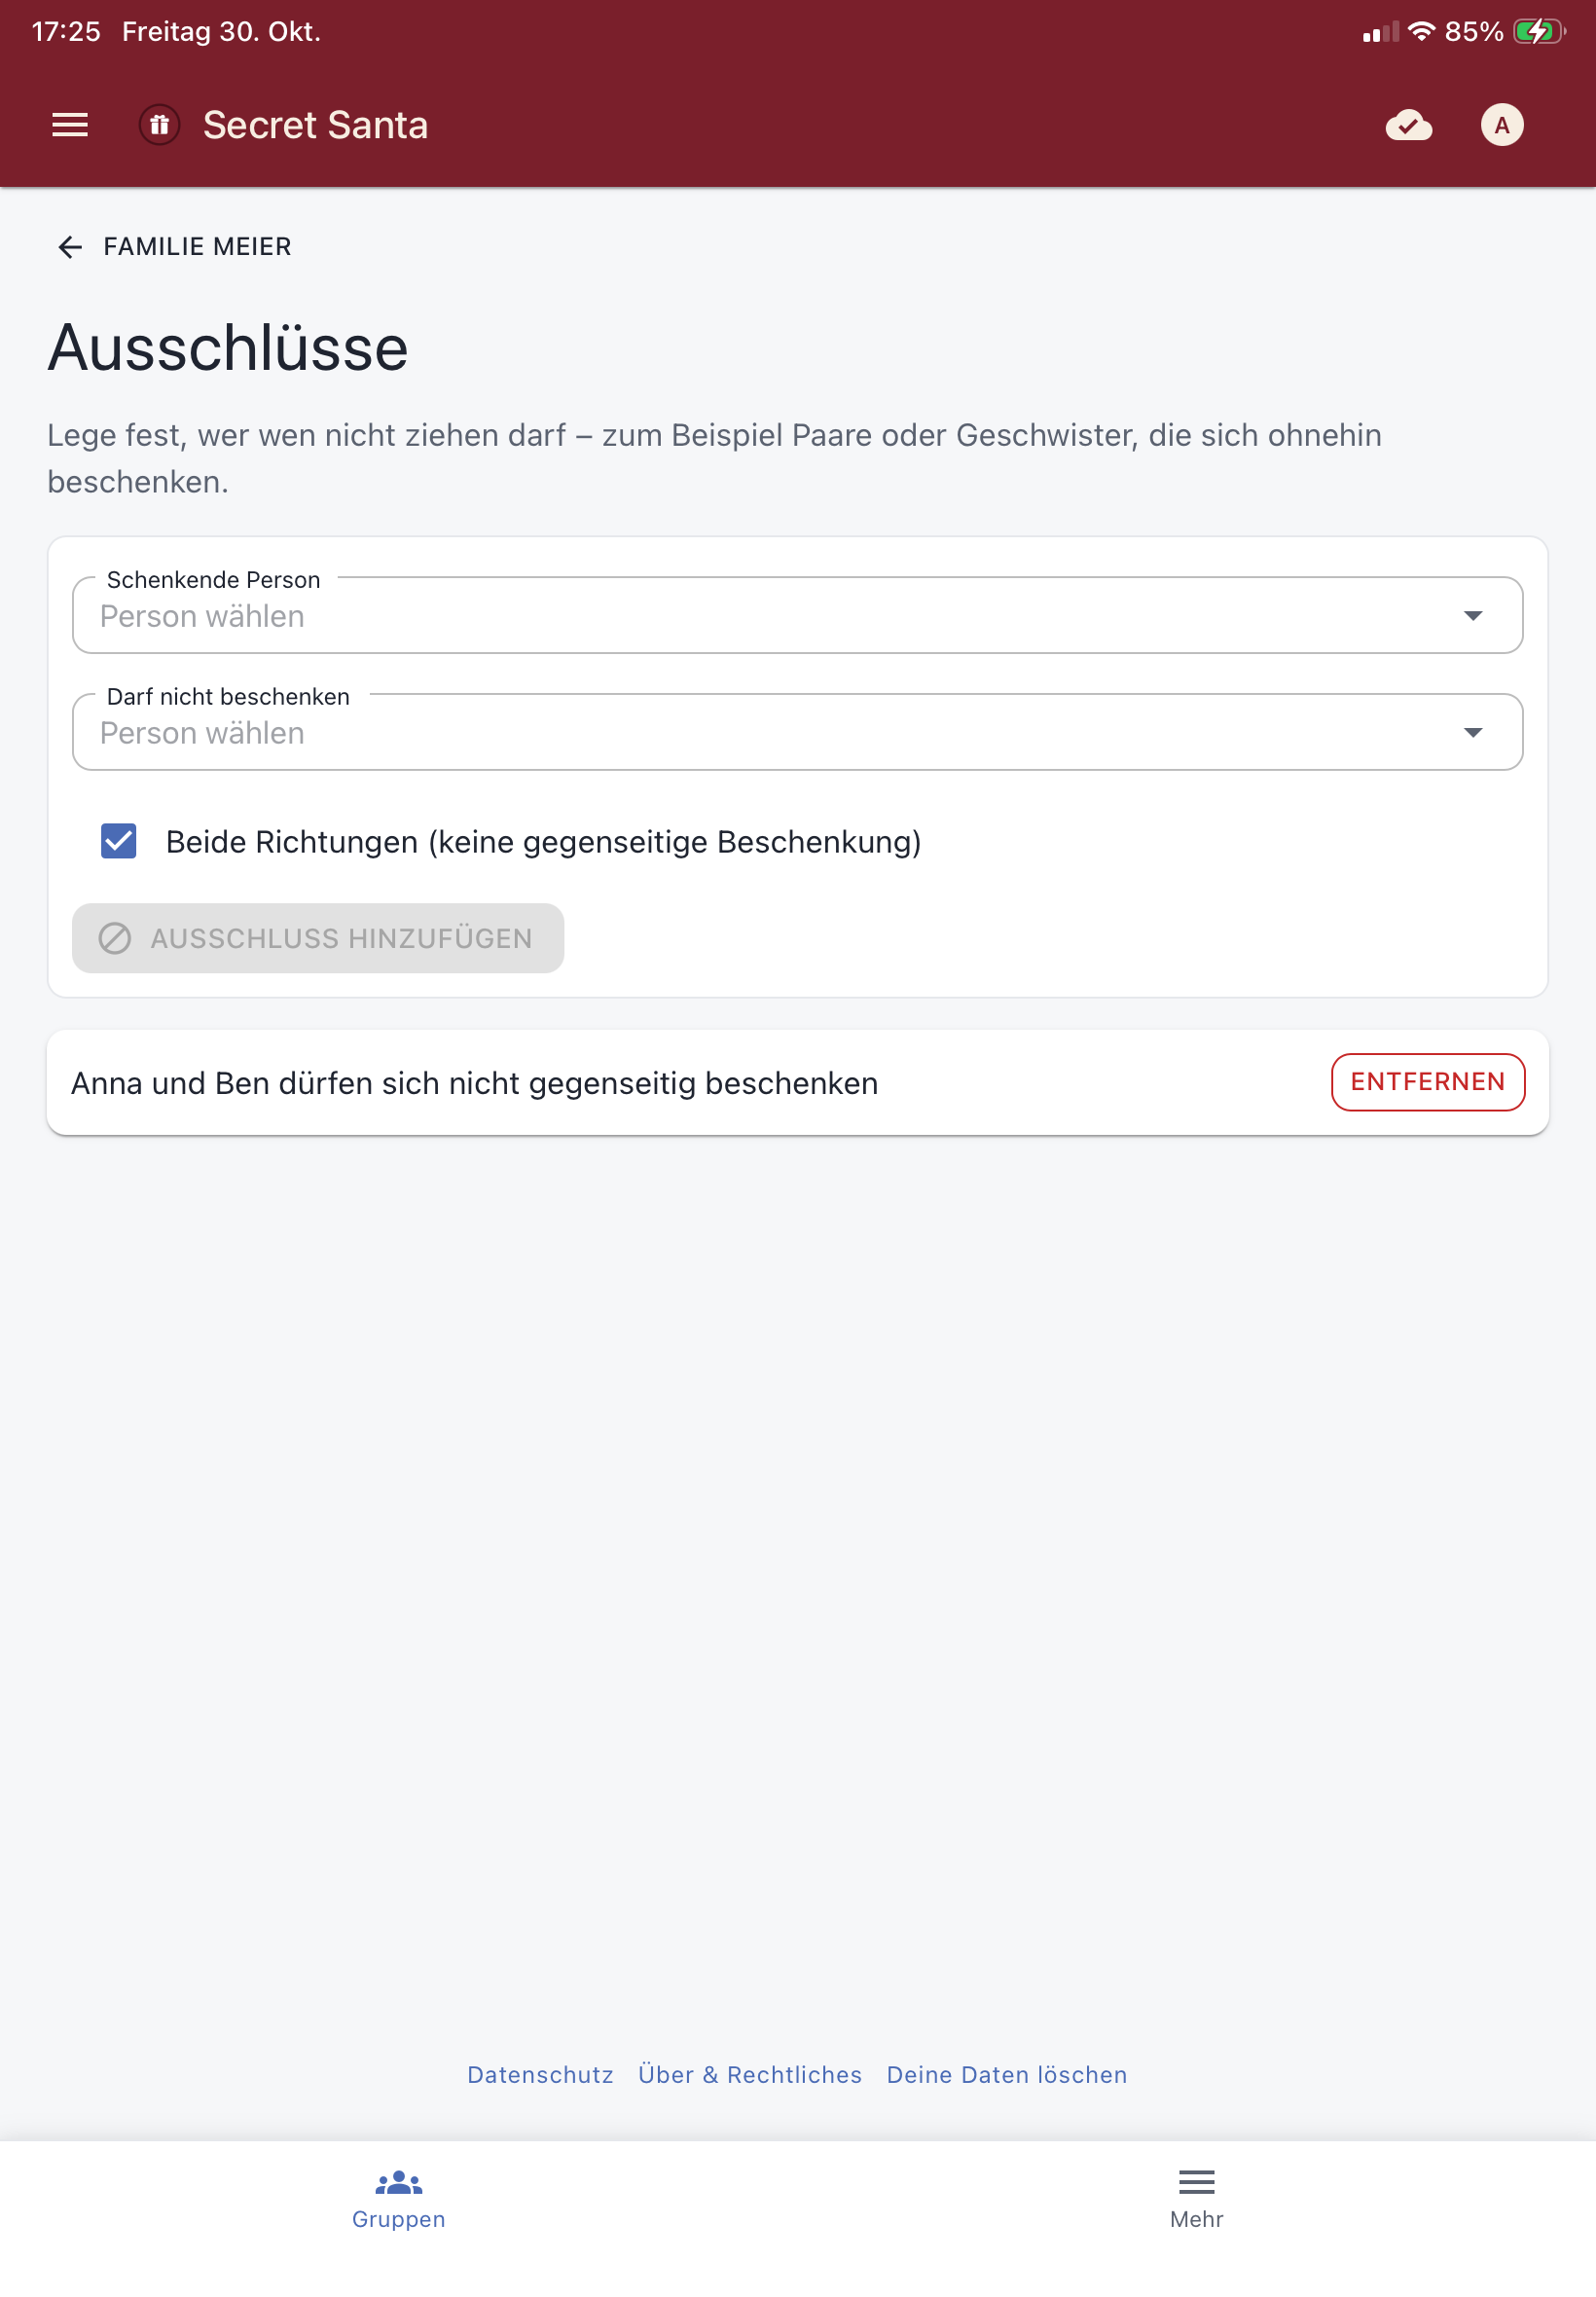 17:25 Freitag 30. Okt.
85%
Secret Santa
A
FAMILIE MEIER
Ausschlüsse
Lege fest, wer wen nicht ziehen darf – zum Beispiel Paare oder Geschwister, die sich ohnehin
beschenken.
Schenkende Person
Person wählen
Darf nicht beschenken
Person wählen
Beide Richtungen (keine gegenseitige Beschenkung)
AUSSCHLUSS HINZUFÜGEN
Anna und Ben dürfen sich nicht gegenseitig beschenken
ENTFERNEN
Datenschutz Über & Rechtliches Deine Daten löschen
Gruppen
Mehr